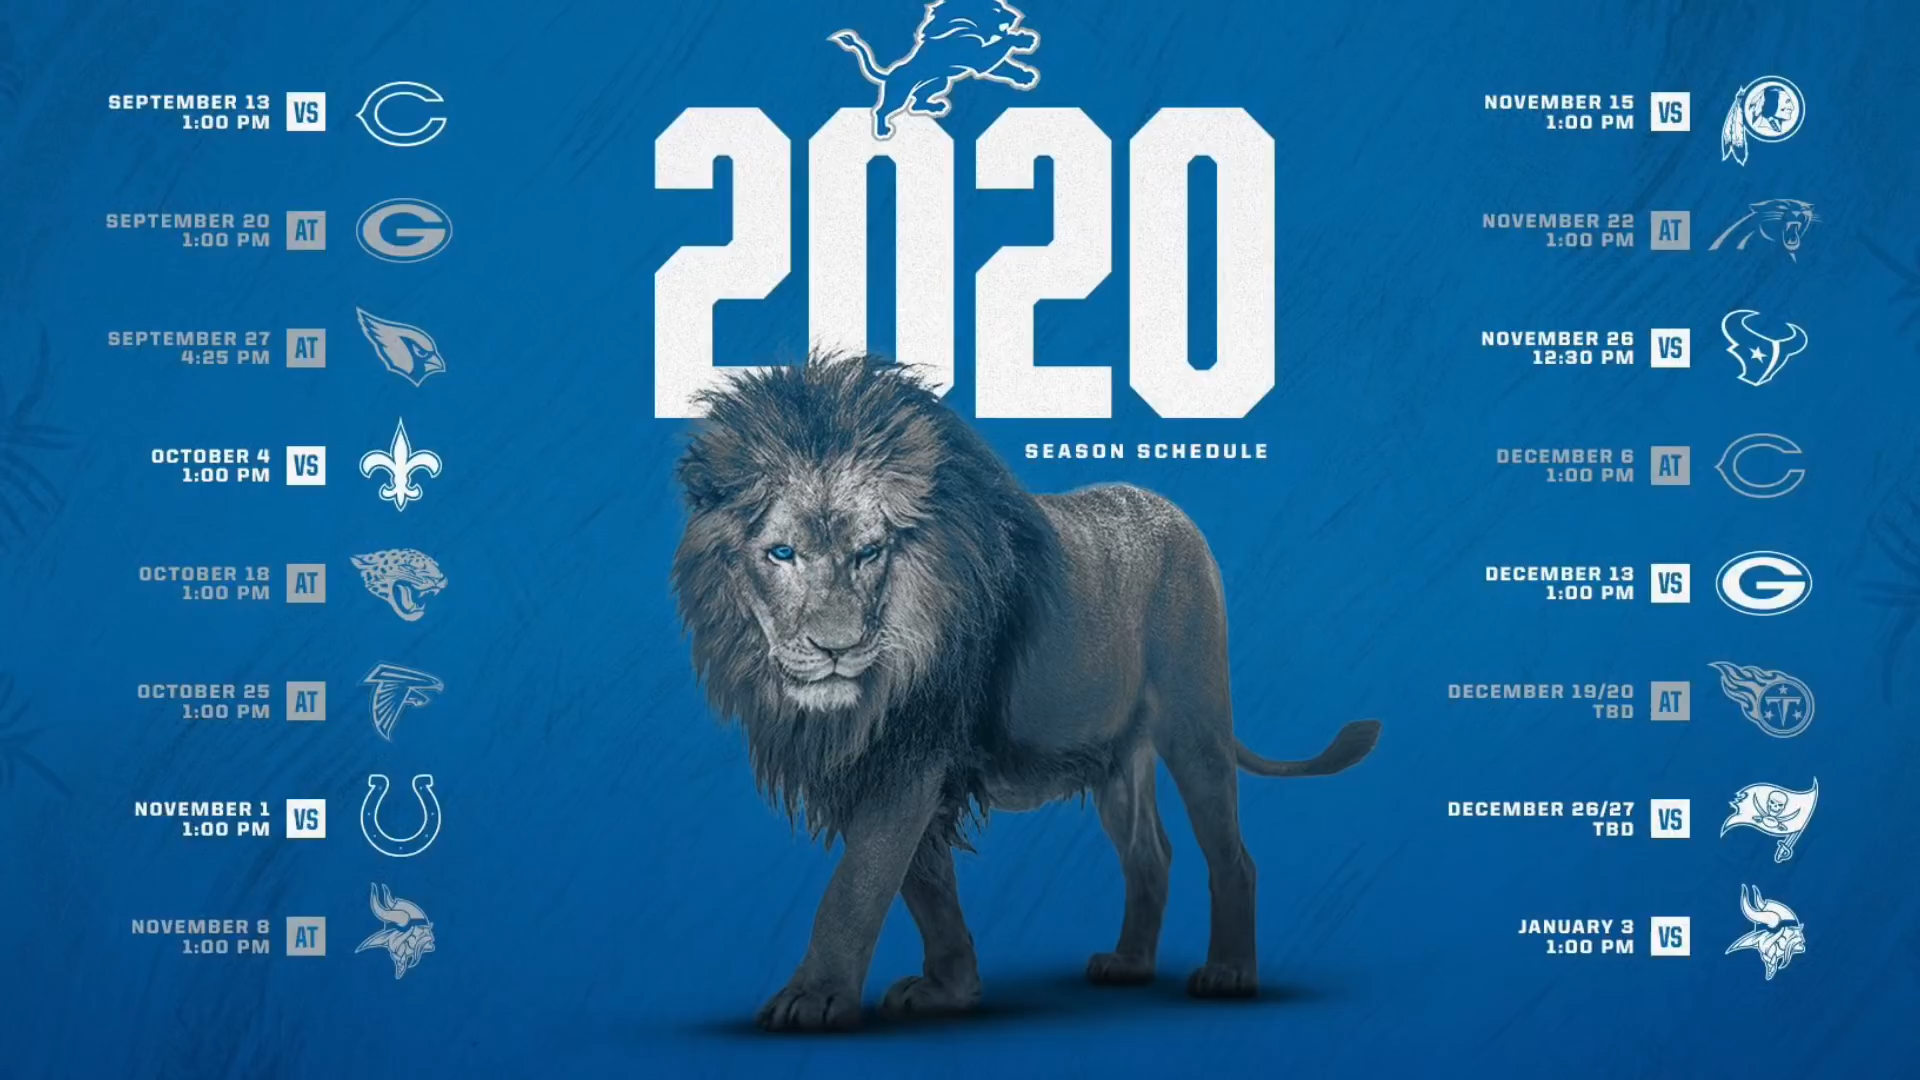 2020
SEASON SCHEDULE
SEPTEMBER 13
1:00 PM
VS
SEPTEMBER 20
1:00 PM
AT
G
SEPTEMBER 27
4:25 PM
AT
OCTOBER 4
1:00 PM
VS
OCTOBER 18
1:00 PM
AT
OCTOBER 25
1:00 PM
AT
NOVEMBER 1
1:00 PM
VS
NOVEMBER 8
1:00 PM
AT
NOVEMBER 15
1:00 PM
VS
NOVEMBER 22
1:00 PM
AT
NOVEMBER 26
12:30 PM
VS
DECEMBER 6
1:00 PM
AT
DECEMBER 13
1:00 PM
VS
G
DECEMBER 19/20
TBD
AT
T
DECEMBER 26/27
TBD
VS
JANUARY 3
1:00 PM
VS